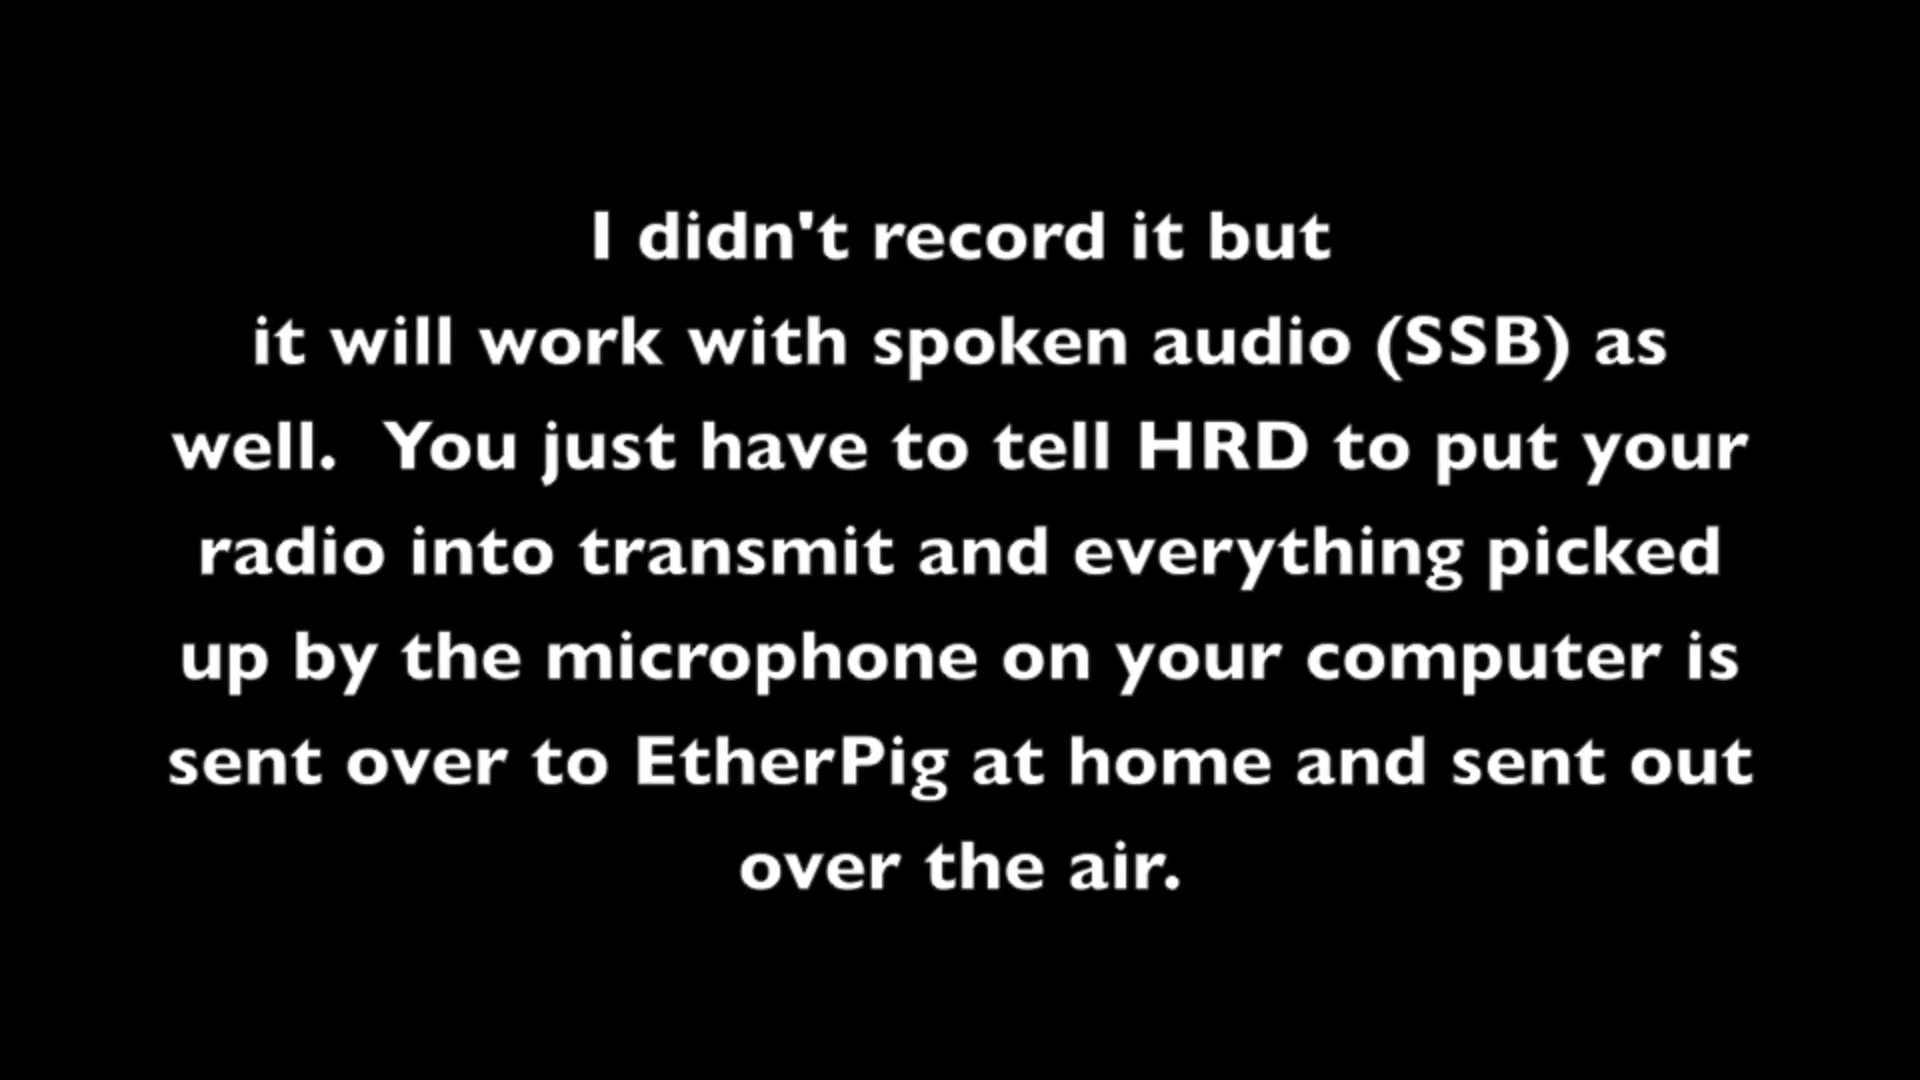 I didn't record it but
it will work with spoken audio (SSB) as
well.  You just have to tell HRD to put your
radio into transmit and everything picked
up by the microphone on your computer is
sent over to EtherPig at home and sent out
over the air.